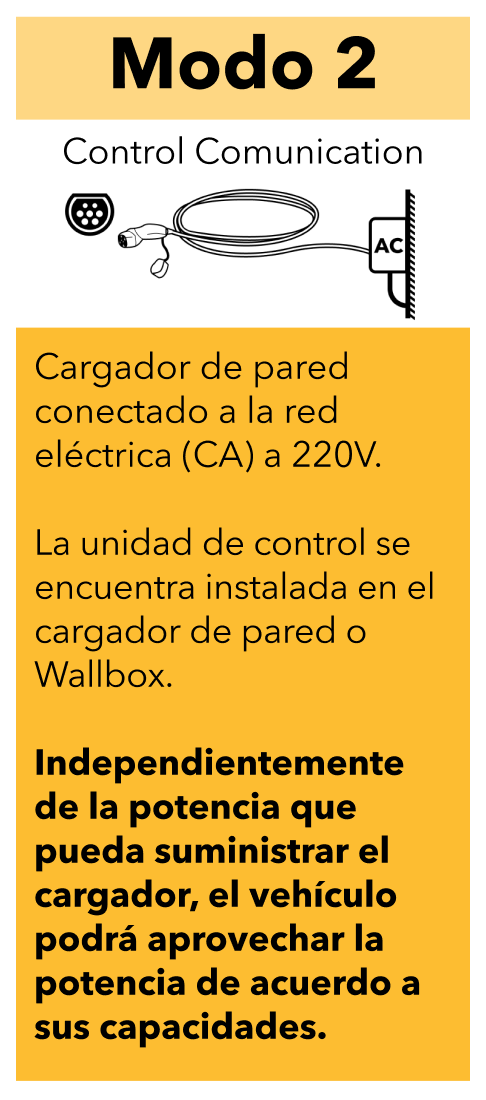 Modo 2
Control Comunication
AC
Cargador de pared
conectado a la red
eléctrica (CA) a 220V.
La unidad de control se
encuentra instalada en el
cargador de pared o
Wallbox.
Independientemente
de la potencia que
pueda suministrar el
cargador, el vehículo
podrá aprovechar la
potencia de acuerdo a
sus capacidades.